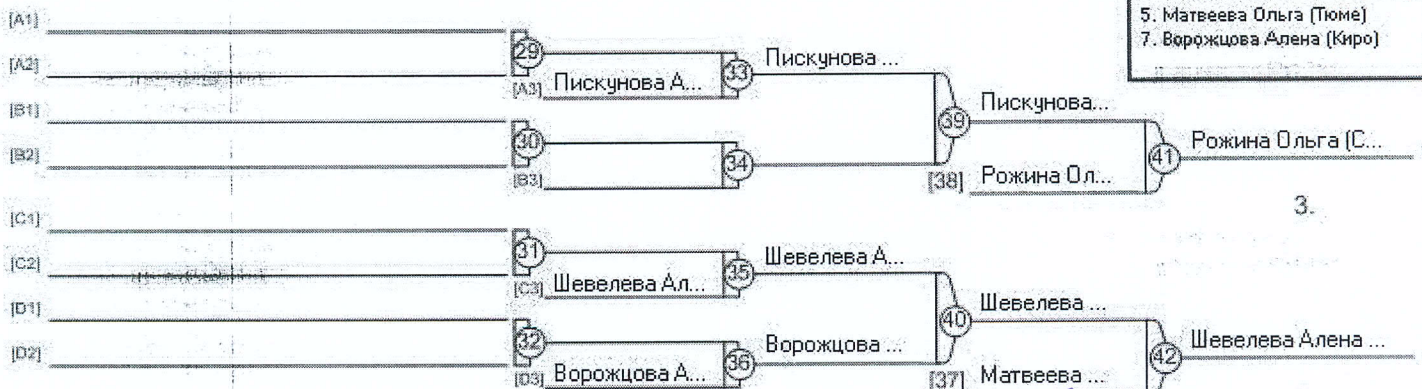 5. Матвеева Ольга (Тюме)
7. Ворожцова Алена (Киро)
[A1]
[A2]
29
[A3] Пискунова А...
33
Пискунова ...
[B1]
[B2]
30
[B3]
34
39
Пискунова...
[38] Рожина Ол...
41
Рожина Ольга (С...
3.
[C1]
[C2]
31
[C3] Шевелева Ал...
35
Шевелева А...
[D1]
[D2]
32
[D3] Ворожцова А...
36
Ворожцова ...
40
Шевелева ...
[37] Матвеева ...
42
Шевелева Алена ...